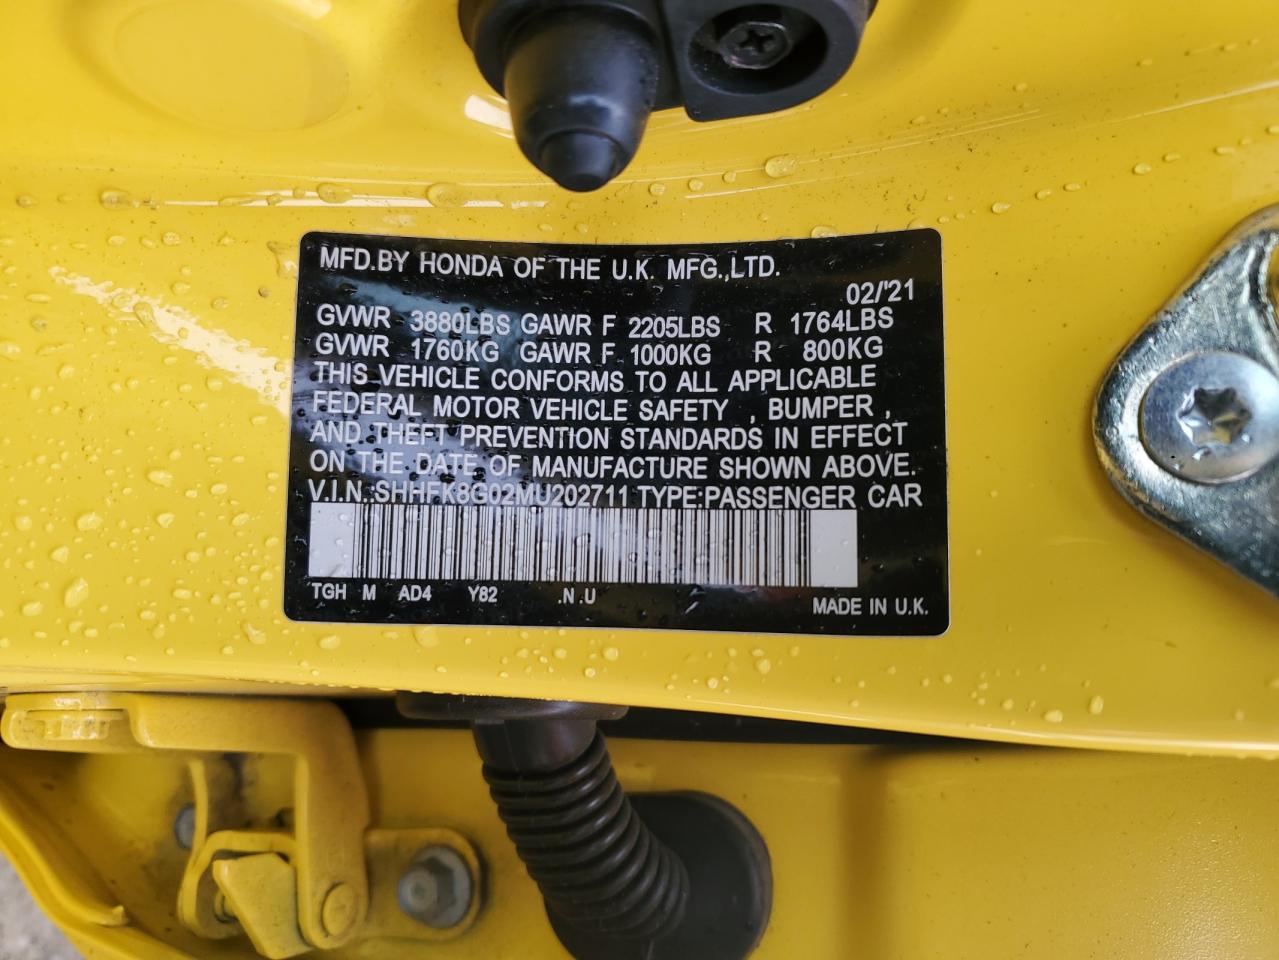 MFD.BY HONDA OF THE U.K. MFG.,LTD.
02/'21
GVWR 3880LBS GAWR F 2205LBS R 1764LBS
GVWR 1760KG GAWR F 1000KG R 800KG
THIS VEHICLE CONFORMS TO ALL APPLICABLE
FEDERAL MOTOR VEHICLE SAFETY , BUMPER ,
AND THEFT PREVENTION STANDARDS IN EFFECT
ON THE DATE OF MANUFACTURE SHOWN ABOVE.
V.I.N.:SHHFK8G02MU202711 TYPE:PASSENGER CAR
TGH M AD4 Y82 .N .U
MADE IN U.K.